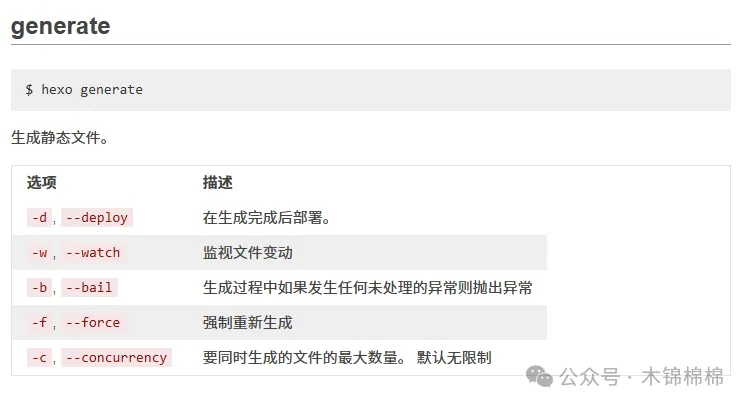 generate
$ hexo generate
生成静态文件。
选项 描述
-d, --deploy 在生成完成后部署。
-w, --watch 监视文件变动
-b, --bail 生成过程中如果发生任何未处理的异常则抛出异常
-f, --force 强制重新生成
-c, --concurrency 要同时生成的文件的最大数量。 默认无限制
公众号 · 木锦棉棉